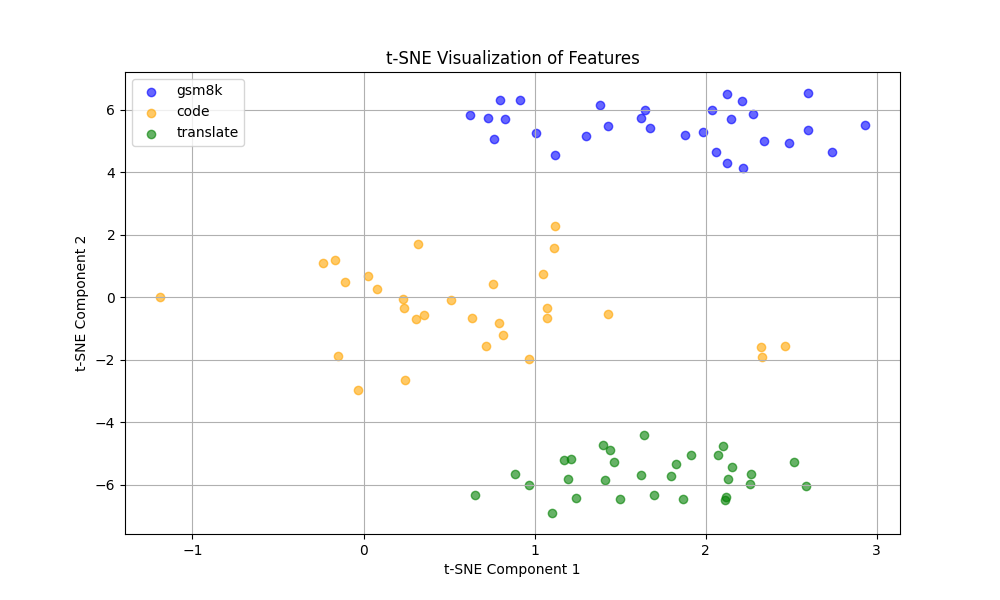 t-SNE Visualization of Features
gsm8k
code
translate
6
4
2
0
−2
−4
−6
t-SNE Component 2
−1
0
1
2
3
t-SNE Component 1